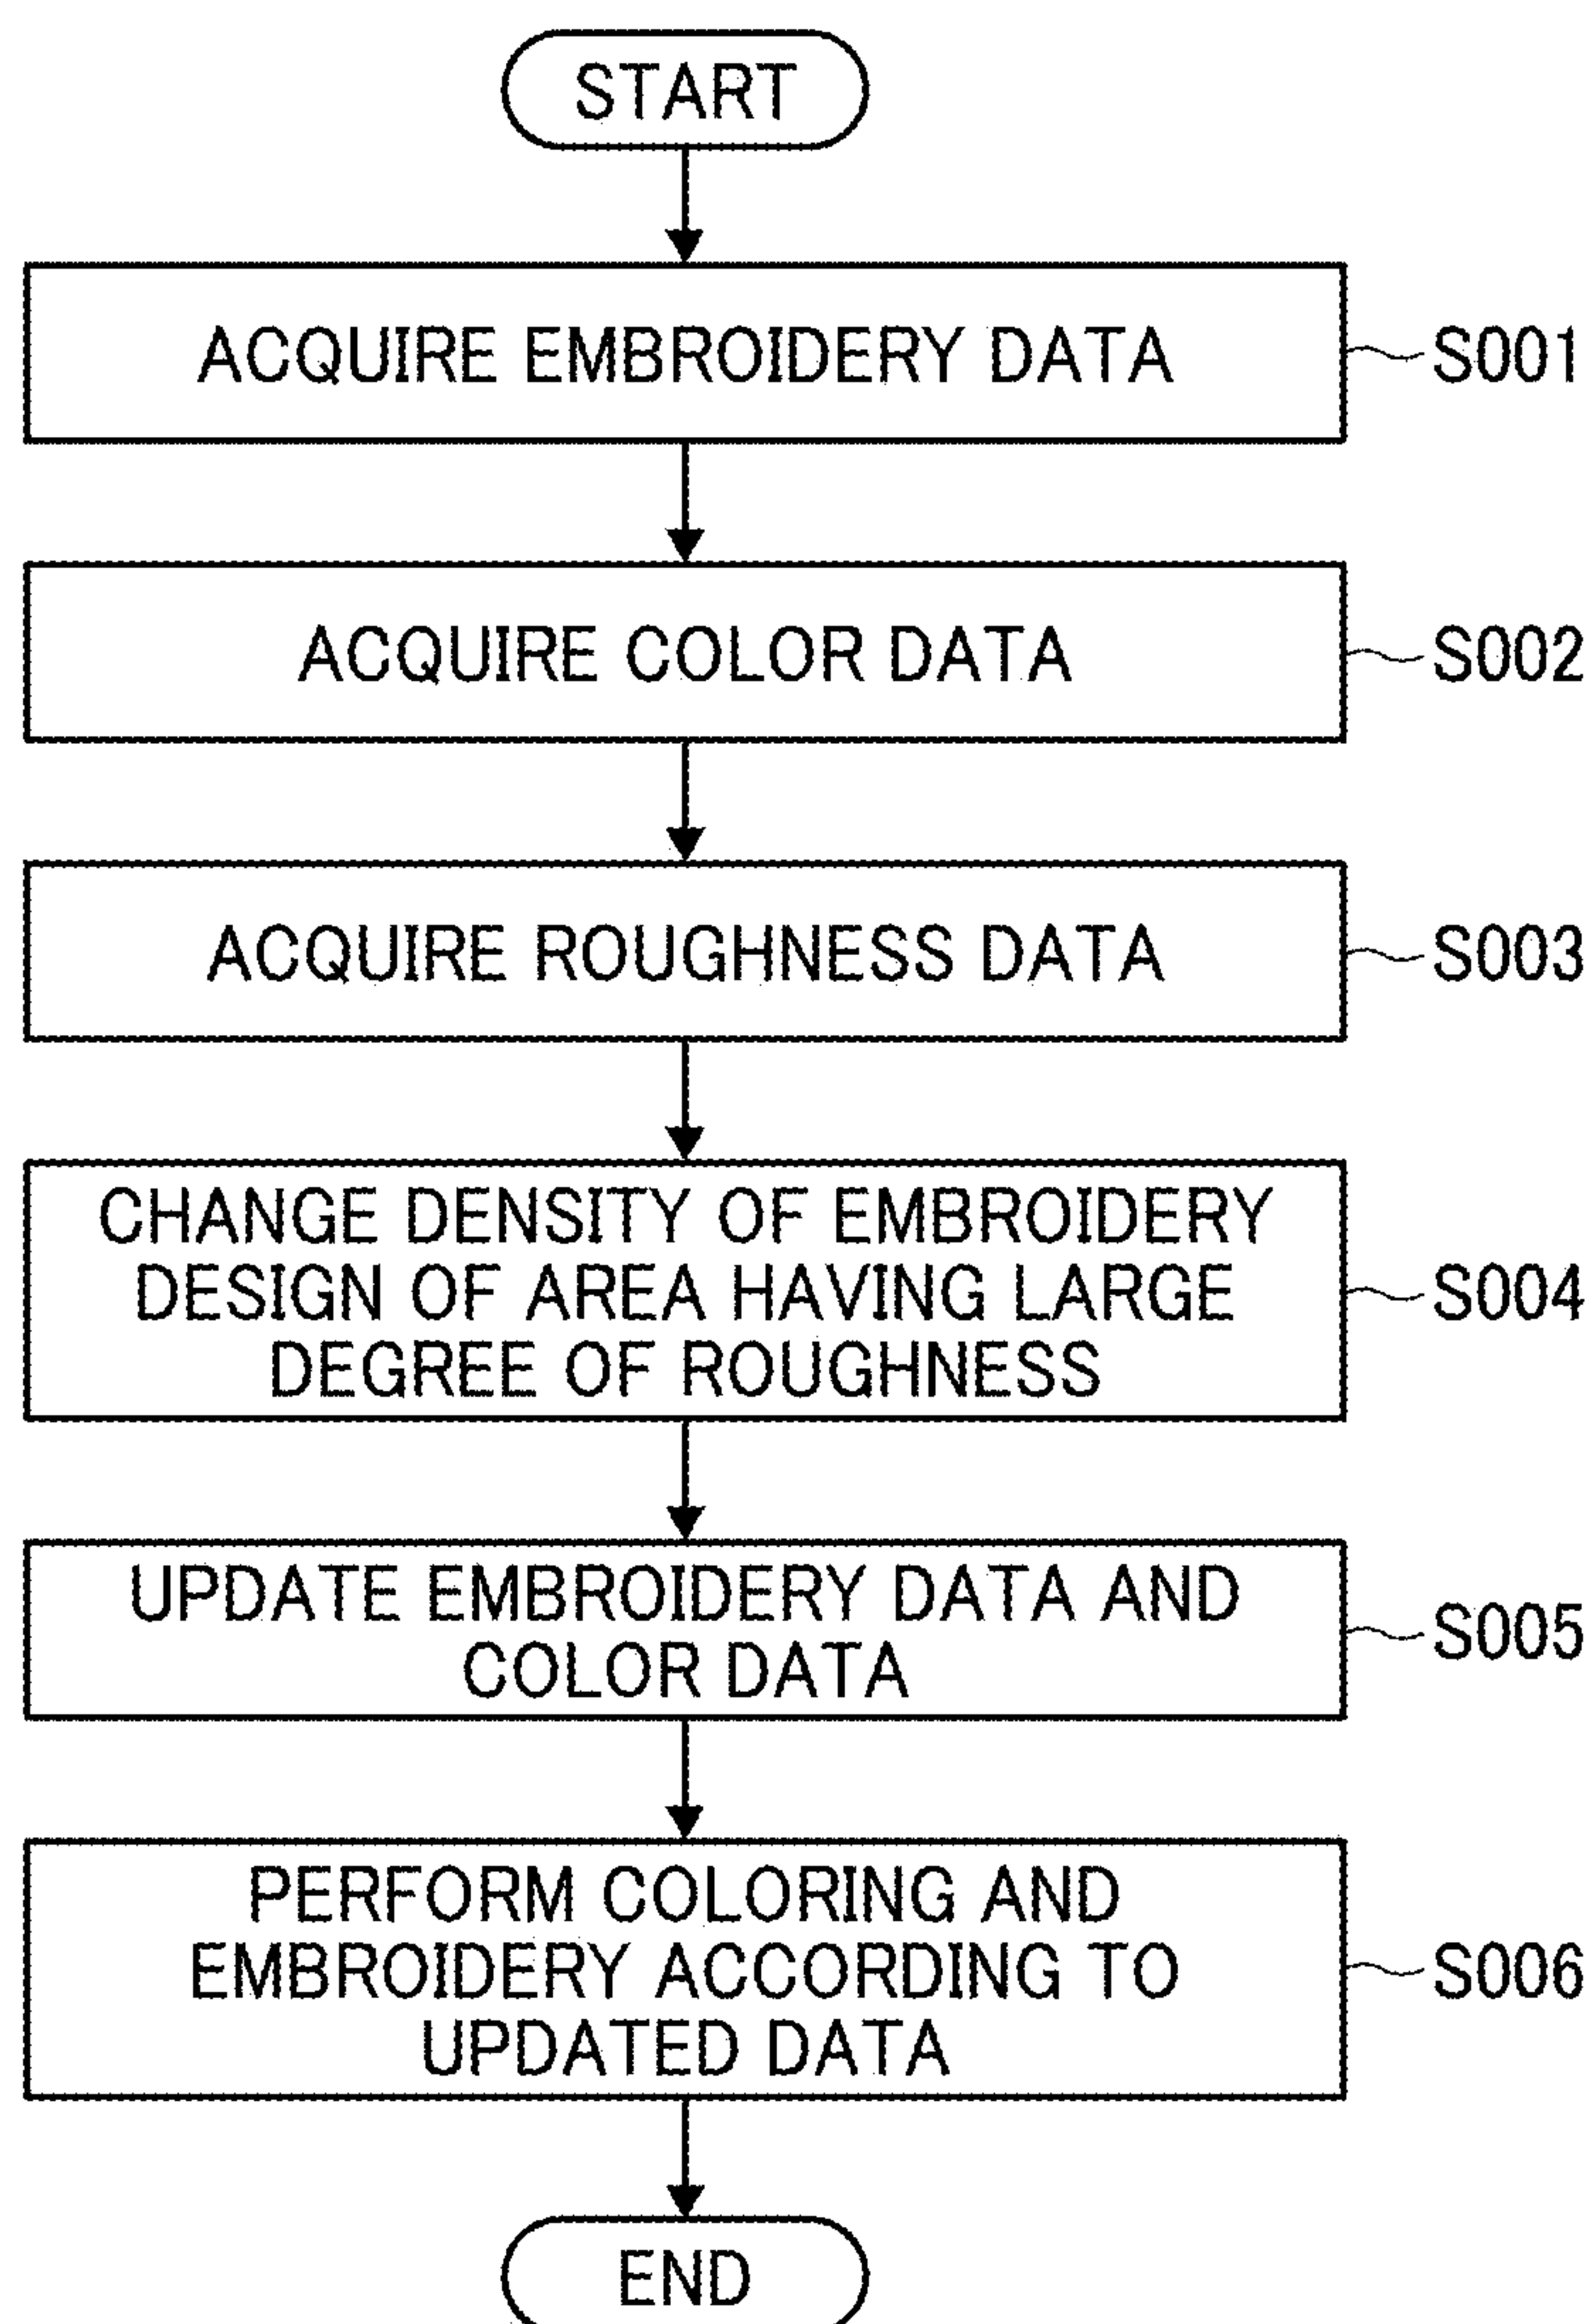 START
ACQUIRE EMBROIDERY DATA
S001
ACQUIRE COLOR DATA
S002
ACQUIRE ROUGHNESS DATA
S003
CHANGE DENSITY OF EMBROIDERY
DESIGN OF AREA HAVING LARGE
DEGREE OF ROUGHNESS
S004
UPDATE EMBROIDERY DATA AND
COLOR DATA
S005
PERFORM COLORING AND
EMBROIDERY ACCORDING TO
UPDATED DATA
S006
END